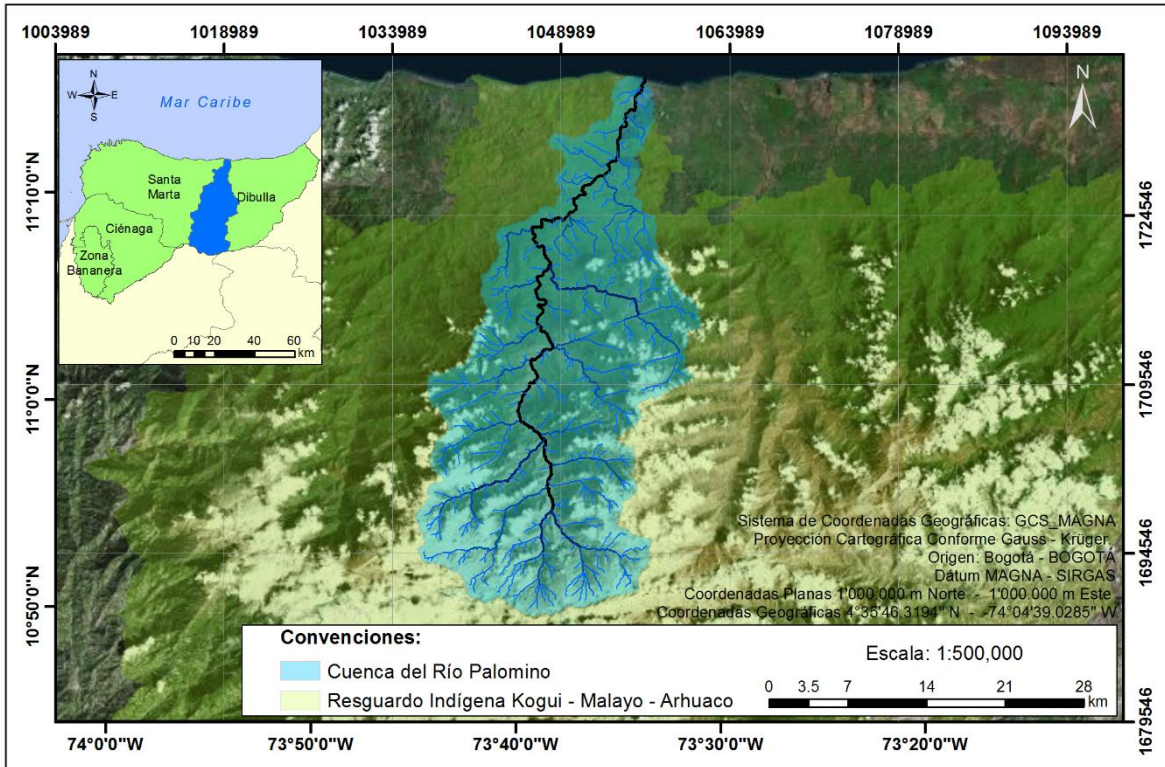 1003989 1018989 1033989 1048989 1063989 1078989 1093989
N
W E
S
Mar Caribe
Santa
Marta
Dibulla
Ciénaga
Zona
Bananera
0 10 20 40 60
km
N
11°10'0"N
11°0'0"N
10°50'0"N
1724546
1709546
1694546
1679546
Sistema de Coordenadas Geográficas: GCS_MAGNA
Proyección Cartográfica Conforme Gauss - Krüger.
Origen: Bogotá - BOGOTÁ
Dátum MAGNA - SIRGAS
Coordenadas Planas 1'000.000 m Norte - 1'000.000 m Este
Coordenadas Geográficas 4°35'46.3194" N - -74°04'39.0285" W
Convenciones:
Cuenca del Río Palomino
Resguardo Indígena Kogui - Malayo - Arhuaco
Escala: 1:500,000
0 3.5 7 14 21 28
km
74°0'0"W 73°50'0"W 73°40'0"W 73°30'0"W 73°20'0"W